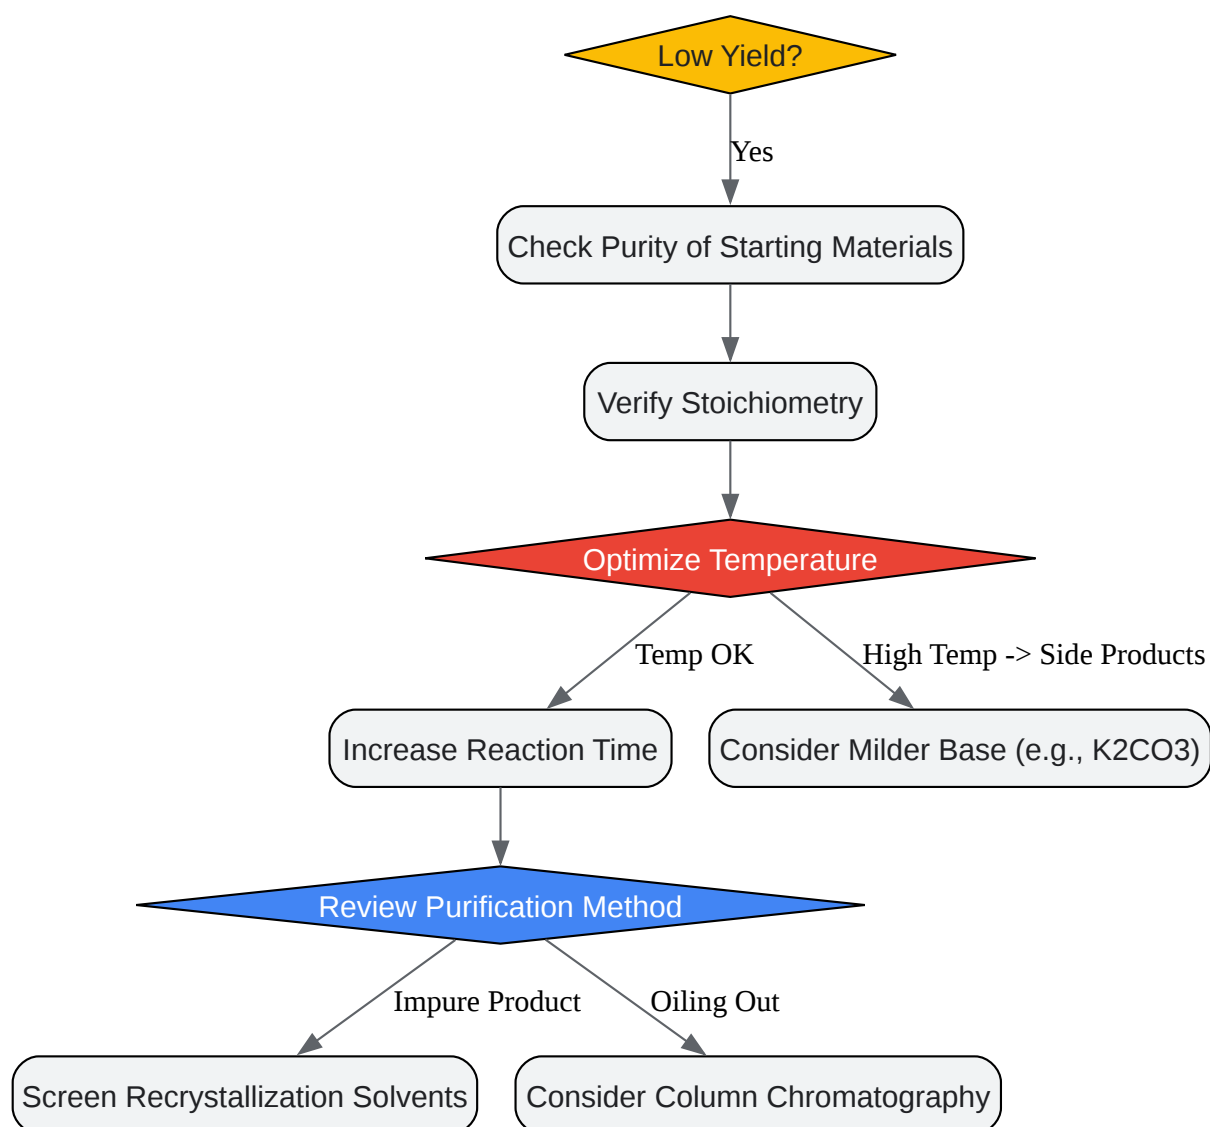 Low Yield?
Yes
Check Purity of Starting Materials
Verify Stoichiometry
Optimize Temperature
Temp OK
High Temp -> Side Products
Increase Reaction Time
Consider Milder Base (e.g., K2CO3)
Review Purification Method
Impure Product
Oiling Out
Screen Recrystallization Solvents
Consider Column Chromatography